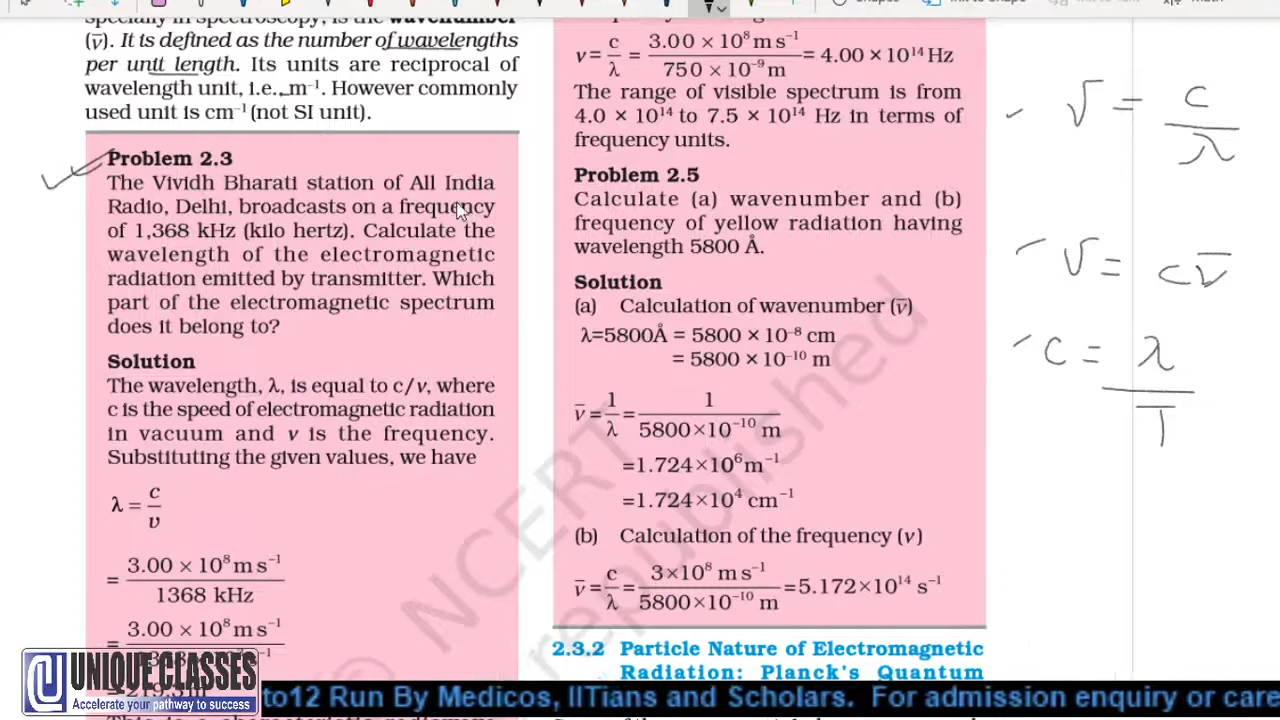 specially in spectroscopy, is the wavenumber
(ν̅). It is defined as the number of wavelengths
per unit length. Its units are reciprocal of
wavelength unit, i.e., m⁻¹. However commonly
used unit is cm⁻¹ (not SI unit).
Problem 2.3
The Vividh Bharati station of All India
Radio, Delhi, broadcasts on a frequency
of 1,368 kHz (kilo hertz). Calculate the
wavelength of the electromagnetic
radiation emitted by transmitter. Which
part of the electromagnetic spectrum
does it belong to?
Solution
The wavelength, λ, is equal to c/ν, where
c is the speed of electromagnetic radiation
in vacuum and ν is the frequency.
Substituting the given values, we have
λ = c/υ
= 3.00 × 10⁸ m s⁻¹ / 1368 kHz
= 3.00 × 10⁸ m s⁻¹
ν = c/λ = 3.00 × 10⁸ m s⁻¹ / 750 × 10⁻⁹ m = 4.00 × 10¹⁴ Hz
The range of visible spectrum is from
4.0 × 10¹⁴ to 7.5 × 10¹⁴ Hz in terms of
frequency units.
Problem 2.5
Calculate (a) wavenumber and (b)
frequency of yellow radiation having
wavelength 5800 Å.
Solution
(a) Calculation of wavenumber (ν̅)
λ=5800Å = 5800 × 10⁻⁸ cm
= 5800 × 10⁻¹⁰ m
ν̅ = 1/λ = 1 / 5800×10⁻¹⁰ m
=1.724×10⁶ m⁻¹
=1.724×10⁴ cm⁻¹
(b) Calculation of the frequency (ν)
ν̅ = c/λ = 3×10⁸ m s⁻¹ / 5800×10⁻¹⁰ m = 5.172×10¹⁴ s⁻¹
2.3.2 Particle Nature of Electromagnetic
Radiation: Planck's Quantum
ν = c/λ
ν = cν̅
c = λ/T
© NCERT
republished
UNIQUE CLASSES
Accelerate your pathway to success
to12 Run By Medicos, IITians and Scholars. For admission enquiry or care